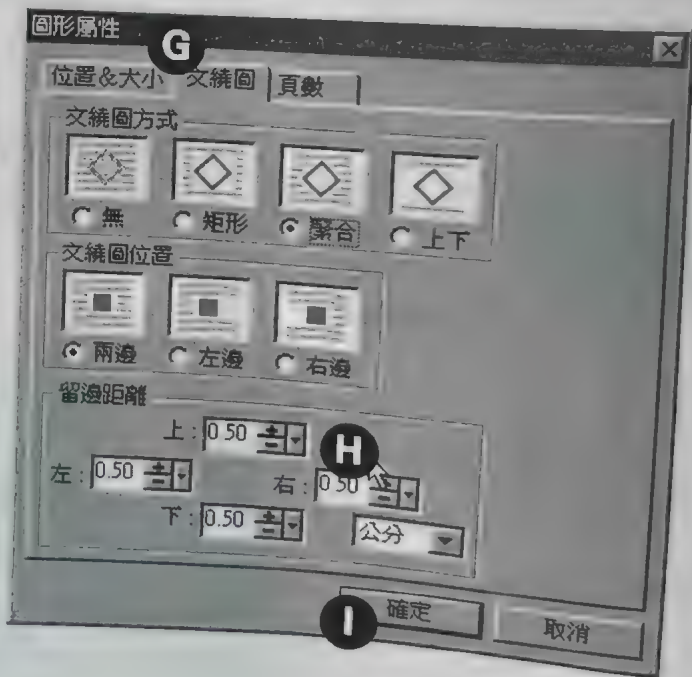 圖形屬性
G
位置&大小 文繞圖 頁數
文繞圖方式
無 矩形 緊合 上下
文繞圖位置
兩邊 左邊 右邊
留邊距離
上:0.50
H
左:0.50 右:0.50
下:0.50 公分
I 確定 取消